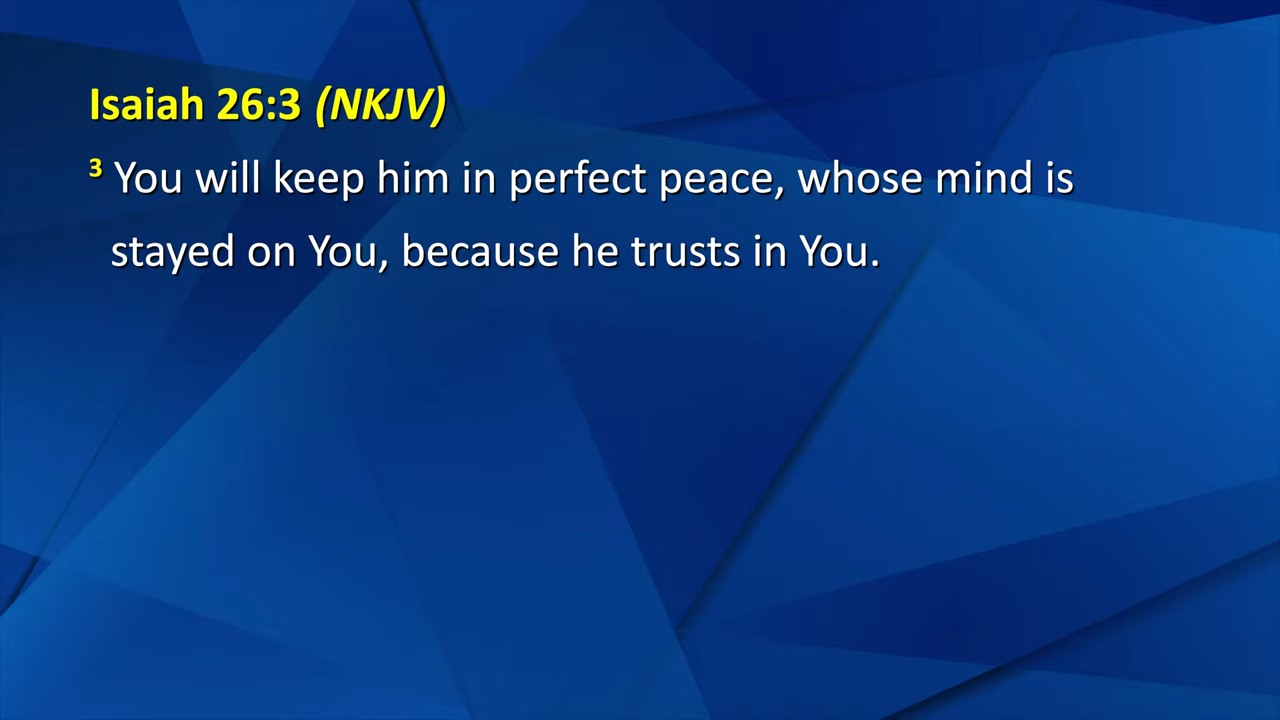 Isaiah 26:3 (NKJV)
3 You will keep him in perfect peace, whose mind is
stayed on You, because he trusts in You.